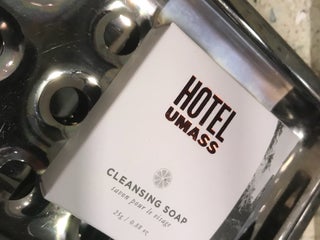 HOTEL
UMASS
CLEANSING SOAP
savon pour le visage
25g / 0.88 oz